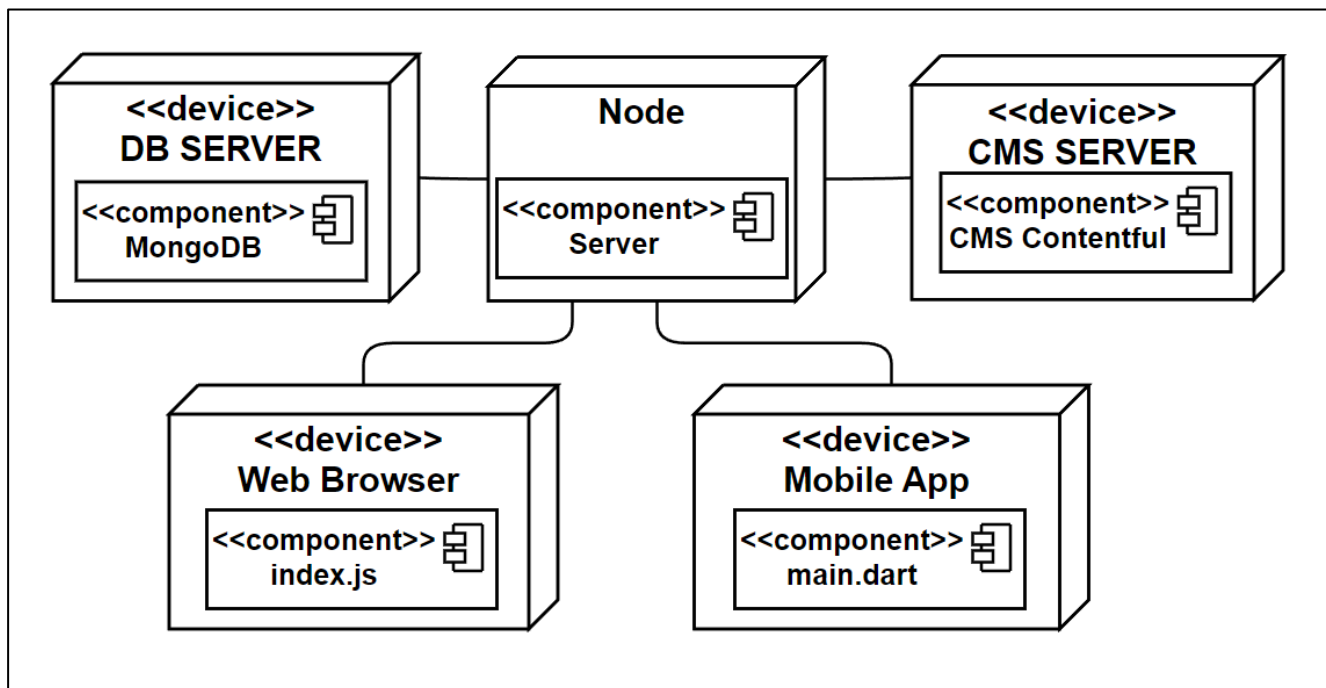 <<device>>
DB SERVER
<<component>>
MongoDB
Node
<<component>>
Server
<<device>>
CMS SERVER
<<component>>
CMS Contentful
<<device>>
Web Browser
<<component>>
index.js
<<device>>
Mobile App
<<component>>
main.dart